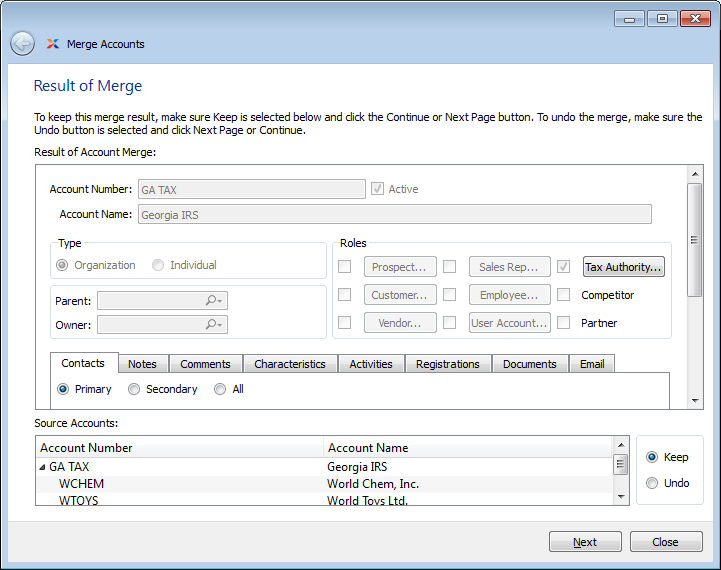 Merge Accounts
Result of Merge
To keep this merge result, make sure Keep is selected below and click the Continue or Next Page button. To undo the merge, make sure the
Undo button is selected and click Next Page or Continue.
Result of Account Merge:
Account Number: GA TAX Active
Account Name: Georgia IRS
Type Roles
Organization Individual Prospect... Sales Rep... Tax Authority...
Parent: Customer... Employee... Competitor
Owner: Vendor... User Account... Partner
Contacts Notes Comments Characteristics Activities Registrations Documents Email
Primary Secondary All
Source Accounts:
Account Number Account Name
GA TAX Georgia IRS Keep
WCHEM World Chem, Inc.
Undo
WTOYS World Toys Ltd.
Next Close